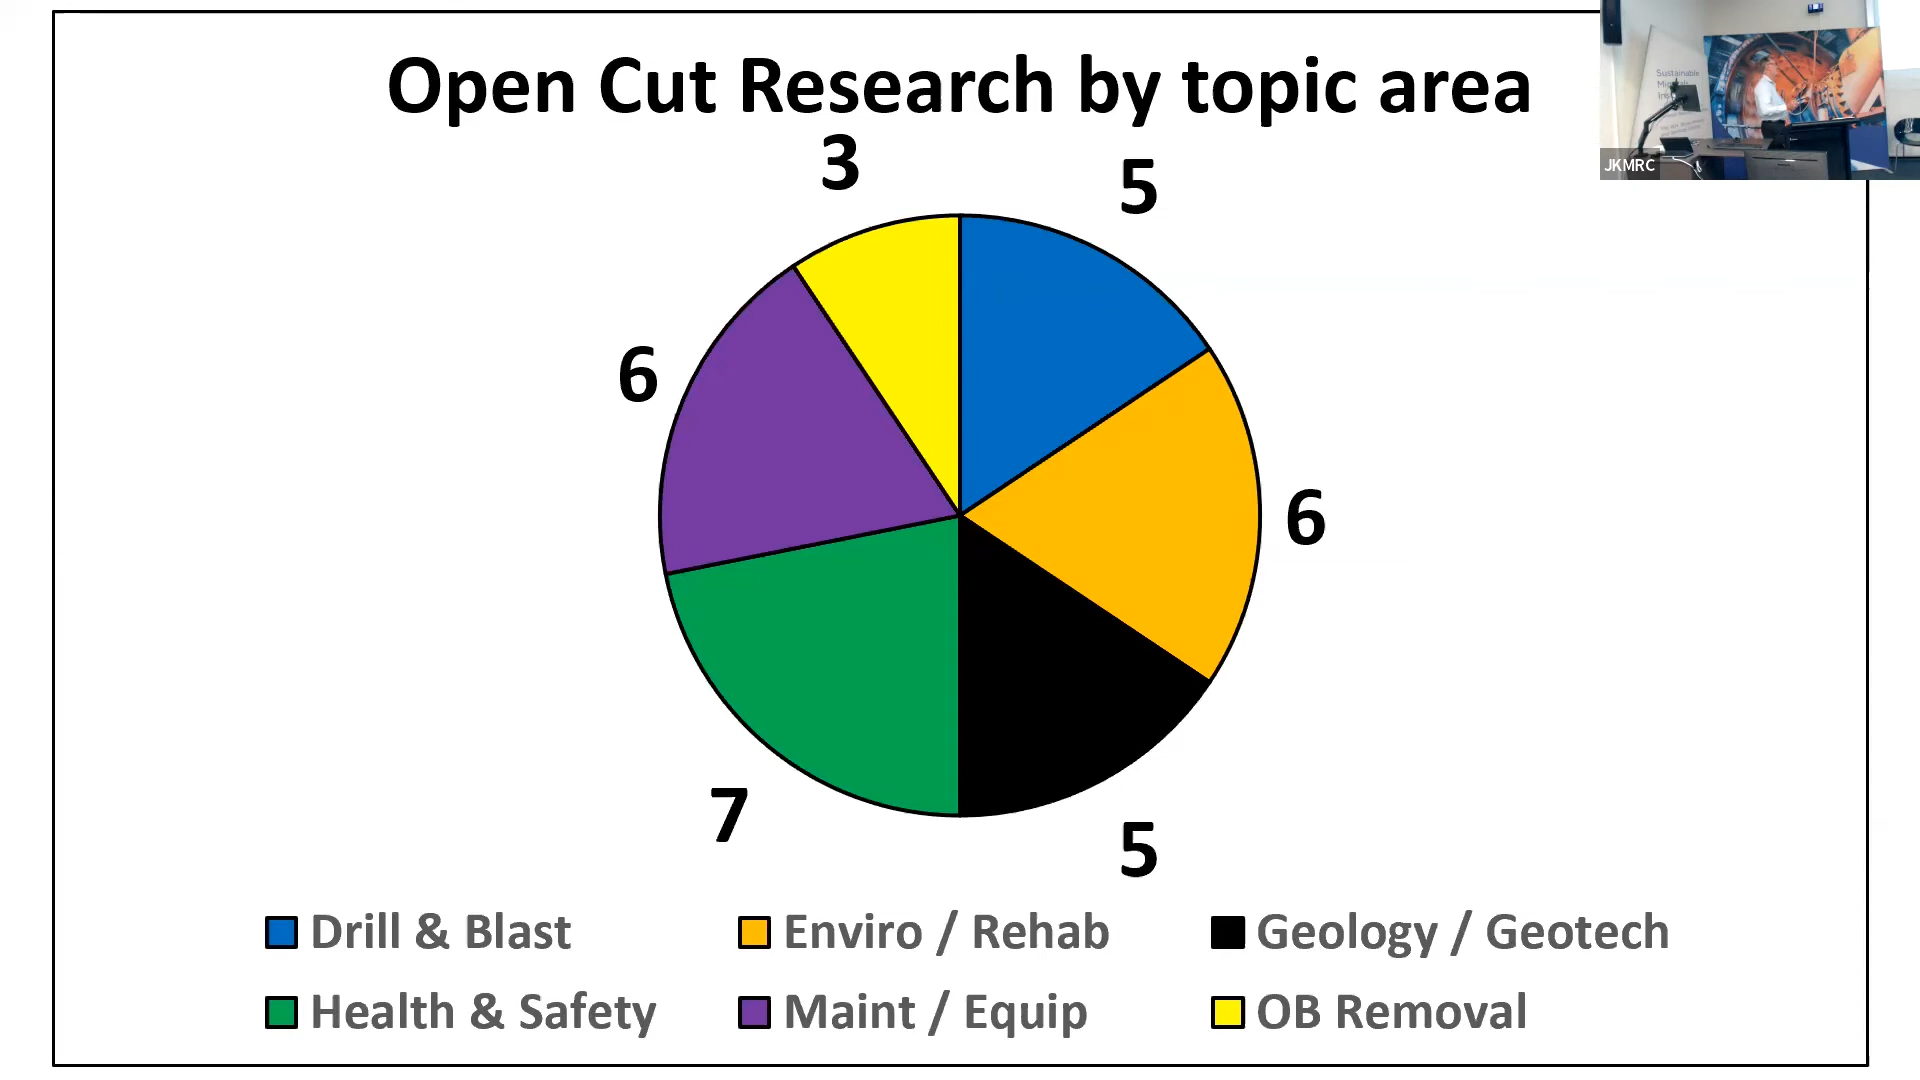 Open Cut Research by topic area
3
5
6
6
7
5
Drill & Blast
Enviro / Rehab
Geology / Geotech
Health & Safety
Maint / Equip
OB Removal
Sustainable
JKMRC